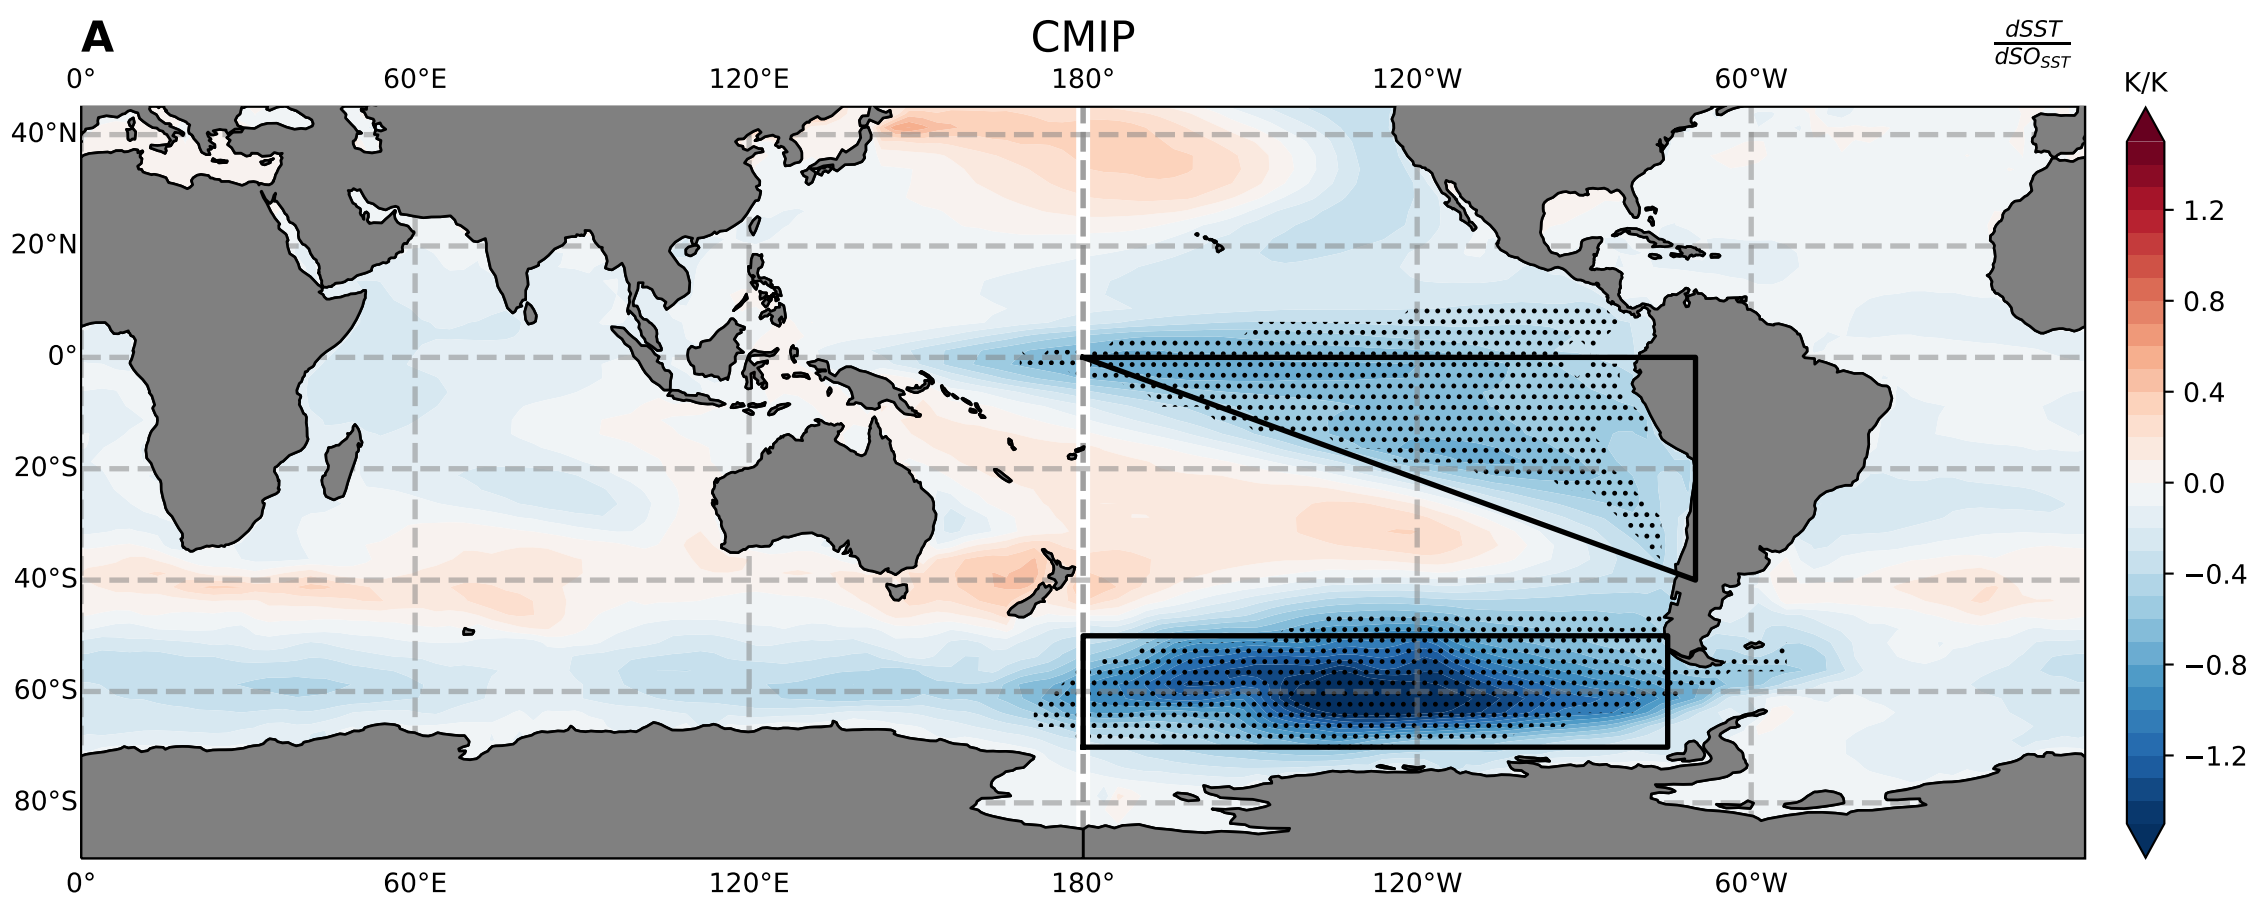 A
CMIP
dSST
dSO_SST
K/K
0° 60°E 120°E 180° 120°W 60°W
40°N
20°N
0°
20°S
40°S
60°S
80°S
0° 60°E 120°E 180° 120°W 60°W
1.2
0.8
0.4
0.0
−0.4
−0.8
−1.2